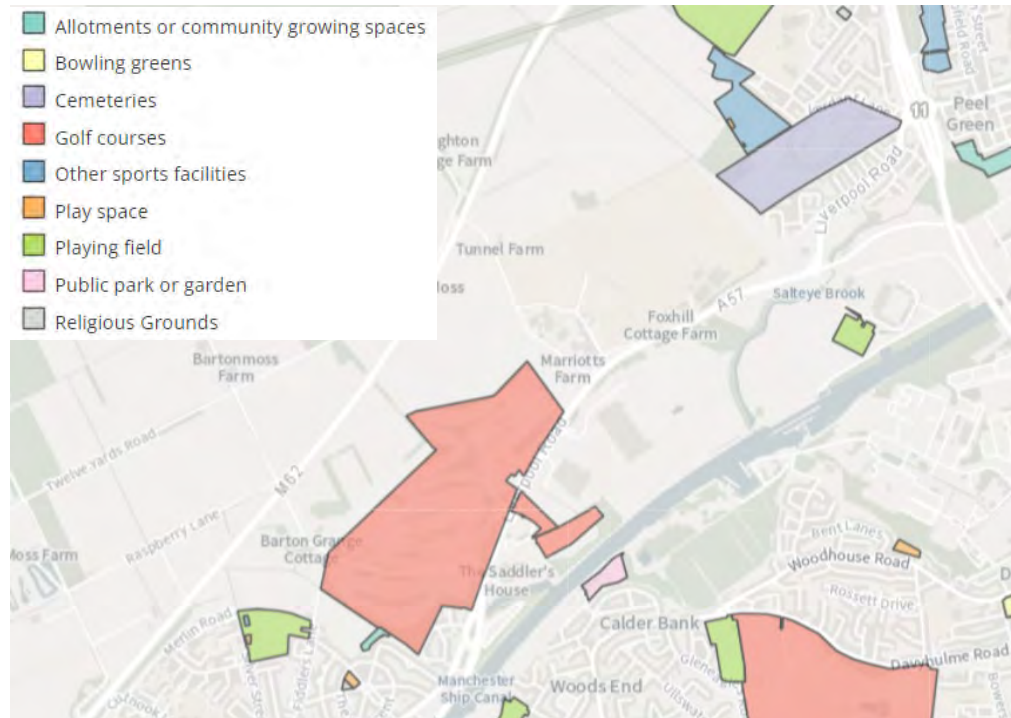 Allotments or community growing spaces
Bowling greens
Cemeteries
Golf courses
Other sports facilities
Play space
Playing field
Public park or garden
Religious Grounds
Peel
Green
Liverpool Road
Tunnel Farm
A57
Salteye Brook
Foxhill
Cottage Farm
Bartonmoss
Farm
Marriotts
Farm
Twelve Yards Road
M62
Raspberry Lane
Moss Farm
Barton Grange
Cottage
The Saddler's
House
Bent Lanes
Woodhouse Road
Rossett Drive
Merlin Road
Calder Bank
Davyhulme Road
Manchester
Ship Canal
Woods End